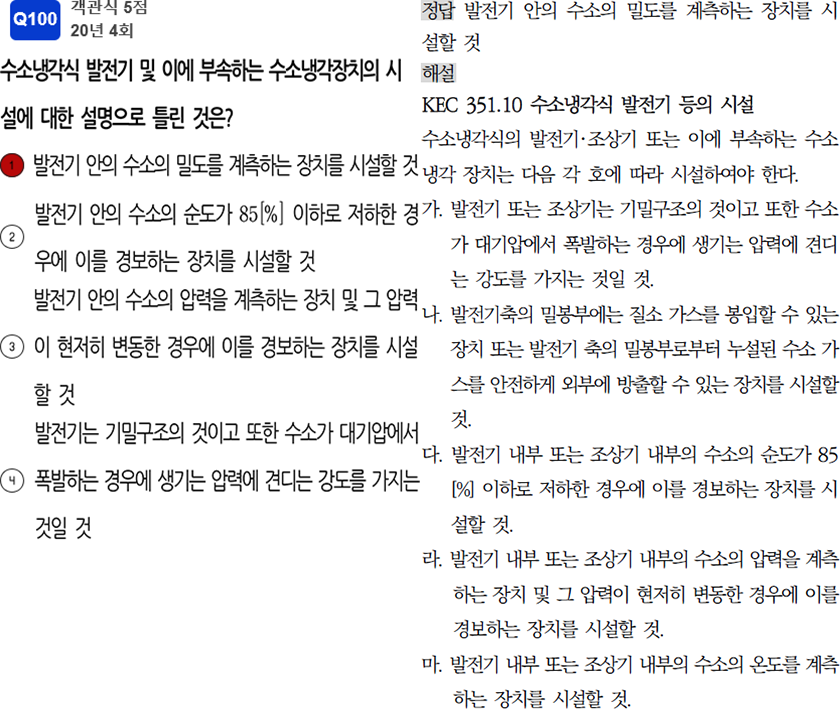 Q100
객관식 5점
20년 4회
수소냉각식 발전기 및 이에 부속하는 수소냉각장치의 시
설에 대한 설명으로 틀린 것은?
1 발전기 안의 수소의 밀도를 계측하는 장치를 시설할 것
발전기 안의 수소의 순도가 85[%] 이하로 저하한 경
2
우에 이를 경보하는 장치를 시설할 것
발전기 안의 수소의 압력을 계측하는 장치 및 그 압력
3 이 현저히 변동한 경우에 이를 경보하는 장치를 시설
할 것
발전기는 기밀구조의 것이고 또한 수소가 대기압에서
4 폭발하는 경우에 생기는 압력에 견디는 강도를 가지는
것일 것
정답 발전기 안의 수소의 밀도를 계측하는 장치를 시
설할 것
해설
KEC 351.10 수소냉각식 발전기 등의 시설
수소냉각식의 발전기·조상기 또는 이에 부속하는 수소
냉각 장치는 다음 각 호에 따라 시설하여야 한다.
가. 발전기 또는 조상기는 기밀구조의 것이고 또한 수소
가 대기압에서 폭발하는 경우에 생기는 압력에 견디
는 강도를 가지는 것일 것.
나. 발전기축의 밀봉부에는 질소 가스를 봉입할 수 있는
장치 또는 발전기 축의 밀봉부로부터 누설된 수소 가
스를 안전하게 외부에 방출할 수 있는 장치를 시설할
것.
다. 발전기 내부 또는 조상기 내부의 수소의 순도가 85
[%] 이하로 저하한 경우에 이를 경보하는 장치를 시
설할 것.
라. 발전기 내부 또는 조상기 내부의 수소의 압력을 계측
하는 장치 및 그 압력이 현저히 변동한 경우에 이를
경보하는 장치를 시설할 것.
마. 발전기 내부 또는 조상기 내부의 수소의 온도를 계측
하는 장치를 시설할 것.